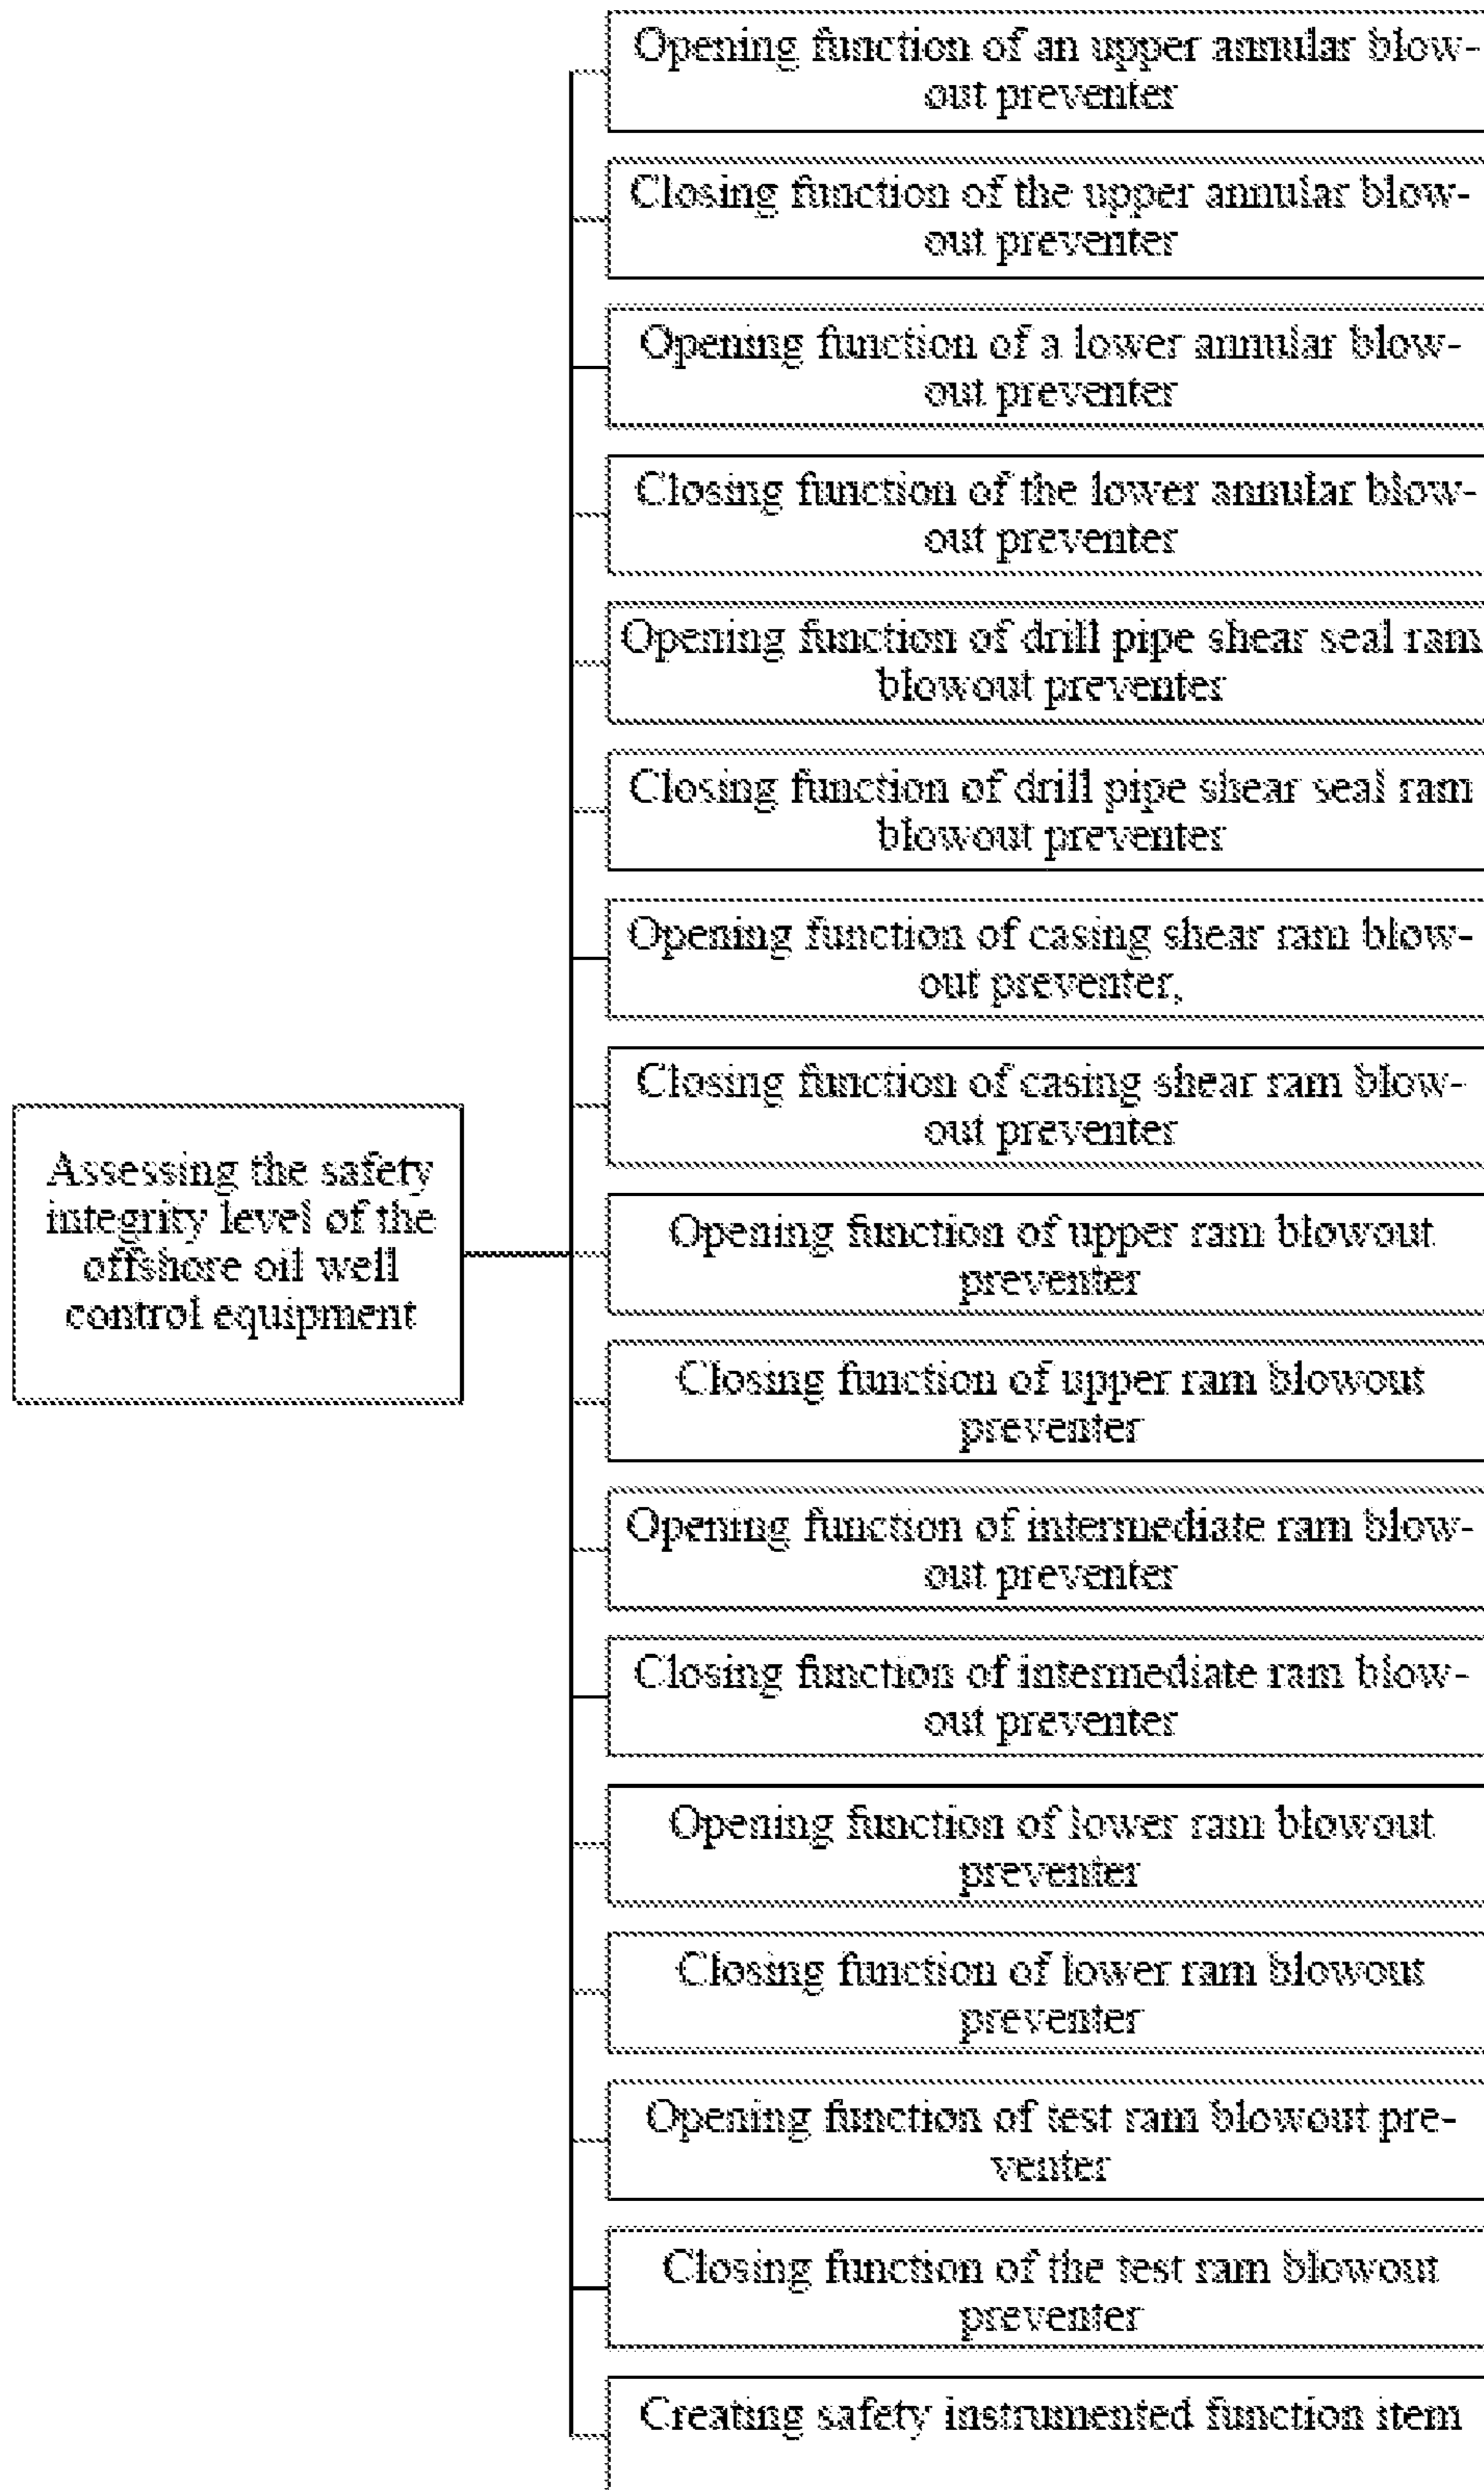 Opening function of an upper annular blow-
out preventer
Closing function of the upper annular blow-
out preventer
Opening function of a lower annular blow-
out preventer
Closing function of the lower annular blow-
out preventer
Opening function of drill pipe shear seal ram
blowout preventer
Closing function of drill pipe shear seal ram
blowout preventer
Opening function of casing shear ram blow-
out preventer,
Closing function of casing shear ram blow-
out preventer
Assessing the safety
integrity level of the
offshore oil well
control equipment
Opening function of upper ram blowout
preventer
Closing function of upper ram blowout
preventer
Opening function of intermediate ram blow-
out preventer
Closing function of intermediate ram blow-
out preventer
Opening function of lower ram blowout
preventer
Closing function of lower ram blowout
preventer
Opening function of test ram blowout pre-
venter
Closing function of the test ram blowout
preventer
Creating safety instrumented function item